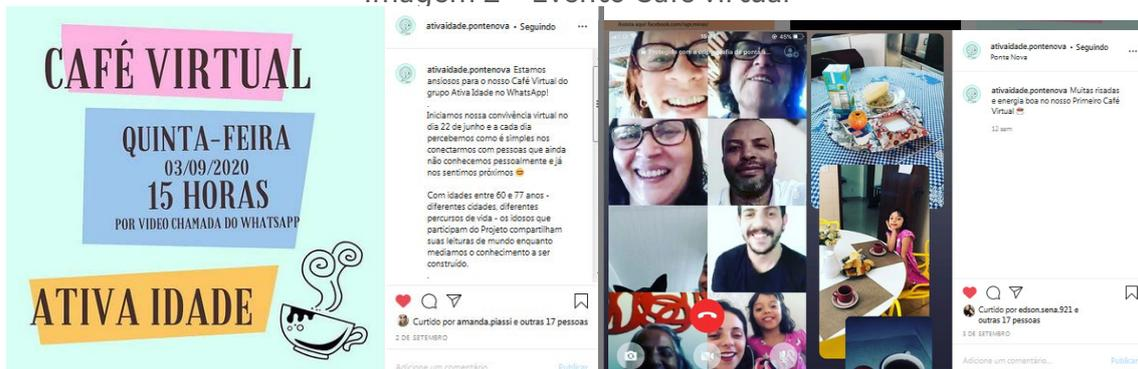 Imagem 2 – Evento Café virtual
CAFÉ VIRTUAL
QUINTA-FEIRA
03/09/2020
15 HORAS
POR VIDEO CHAMADA DO WHATSAPP
ATIVA IDADE
ativaidade.pontenova • Seguindo
ativaidade.pontenova Estamos
ansiosos para o nosso Café Virtual do
grupo Ativa Idade no WhatsApp!
.
Iniciamos nossa convivência virtual no
dia 22 de junho e a cada dia
percebemos como é simples nos
conectarmos com pessoas que ainda
não conhecemos pessoalmente e já
nos sentimos próximos 😊
Com idades entre 60 e 77 anos -
diferentes cidades, diferentes
percursos de vida - os idosos que
participam do Projeto compartilham
suas leituras de mundo enquanto
mediamos o conhecimento a ser
construído.
.
Curtido por amanda.piassi e outras 17 pessoas
2 DE SETEMBRO
Adicione um comentário...
Publicar
45%
Protegido com a criptografia de ponta a...
ativaidade.pontenova • Seguindo
Ponte Nova
ativaidade.pontenova Muitas risadas
e energia boa no nosso Primeiro Café
Virtual ☕
12 sem
Curtido por edson.sena.921 e
outras 17 pessoas
3 DE SETEMBRO
Adicione um comentário...
Publicar